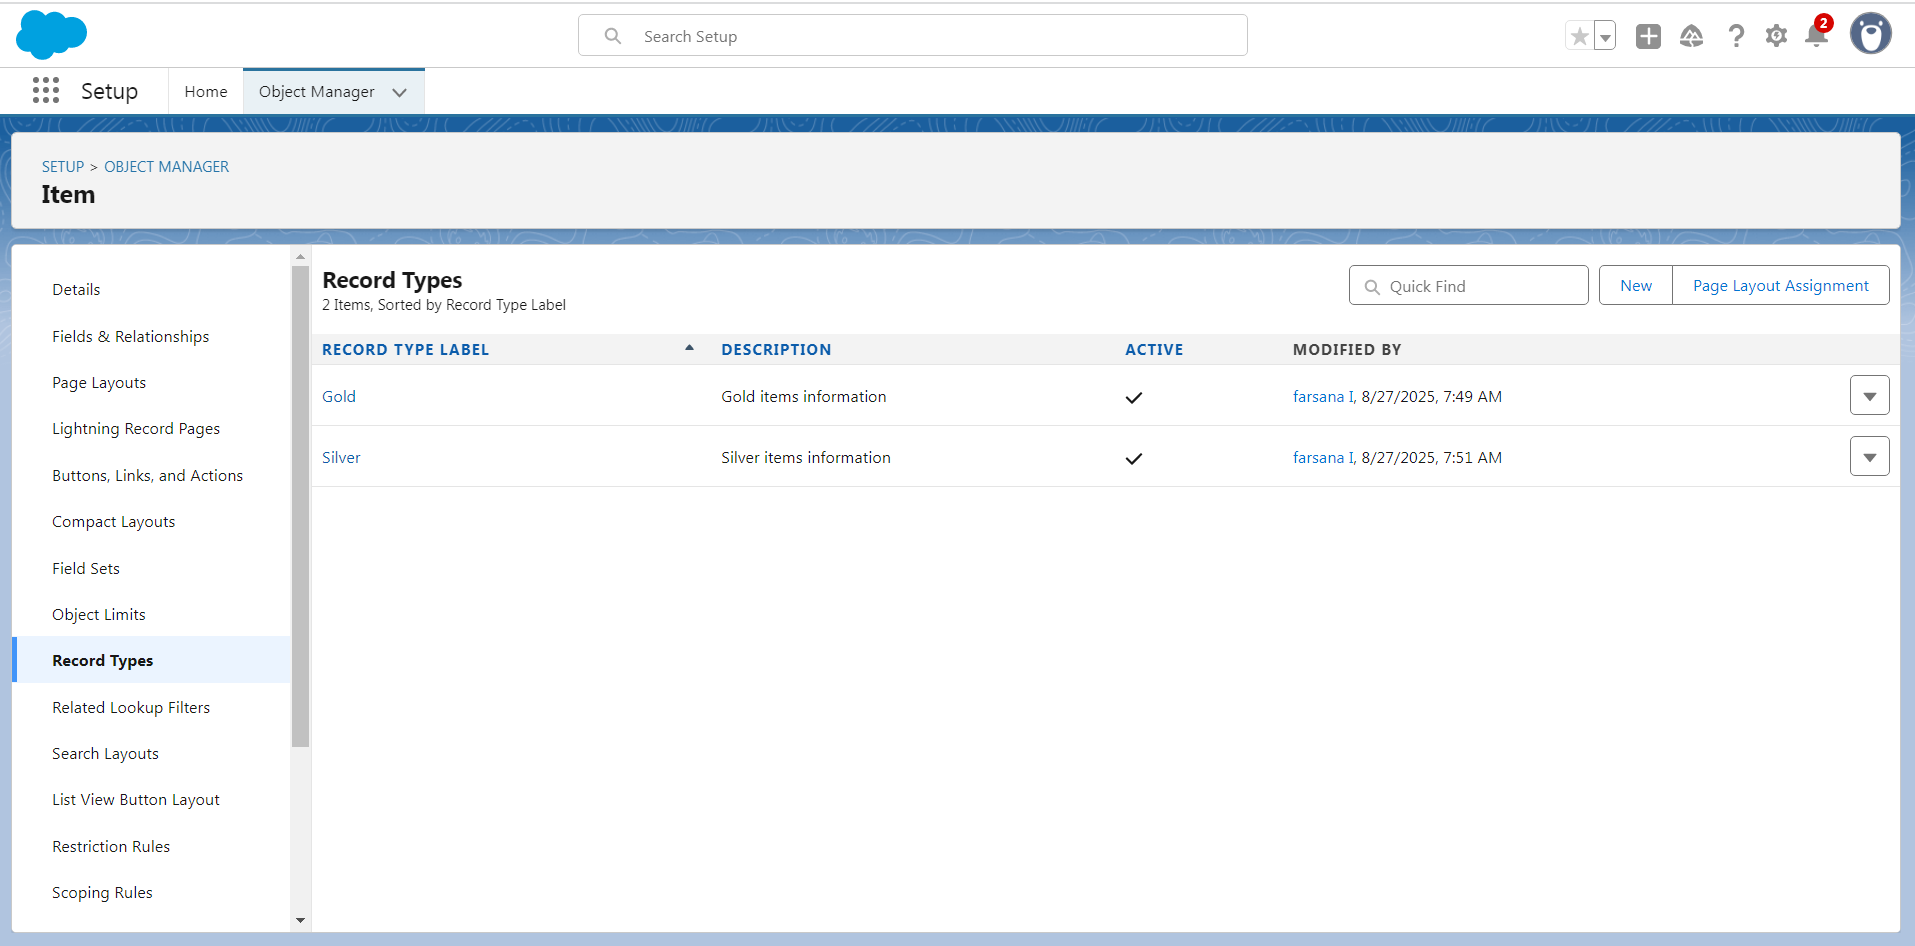 Search Setup
2
Setup
Home
Object Manager
SETUP > OBJECT MANAGER
Item
Details
Fields & Relationships
Page Layouts
Lightning Record Pages
Buttons, Links, and Actions
Compact Layouts
Field Sets
Object Limits
Record Types
Related Lookup Filters
Search Layouts
List View Button Layout
Restriction Rules
Scoping Rules
Record Types
2 Items, Sorted by Record Type Label
Quick Find
New
Page Layout Assignment
RECORD TYPE LABEL DESCRIPTION ACTIVE MODIFIED BY
Gold Gold items information farsana I, 8/27/2025, 7:49 AM
Silver Silver items information farsana I, 8/27/2025, 7:51 AM